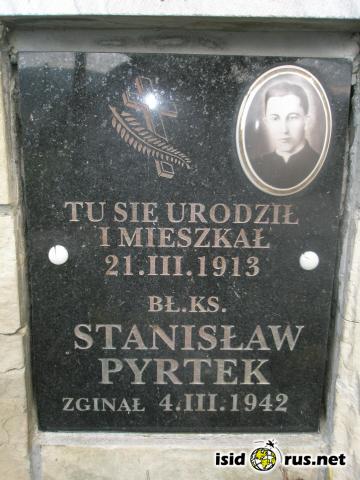 TU SIE URODZIŁ
I MIESZKAŁ
21.III.1913
BŁ.KS.
STANISŁAW
PYRTEK
ZGINĄŁ 4.III.1942
isidorus.net